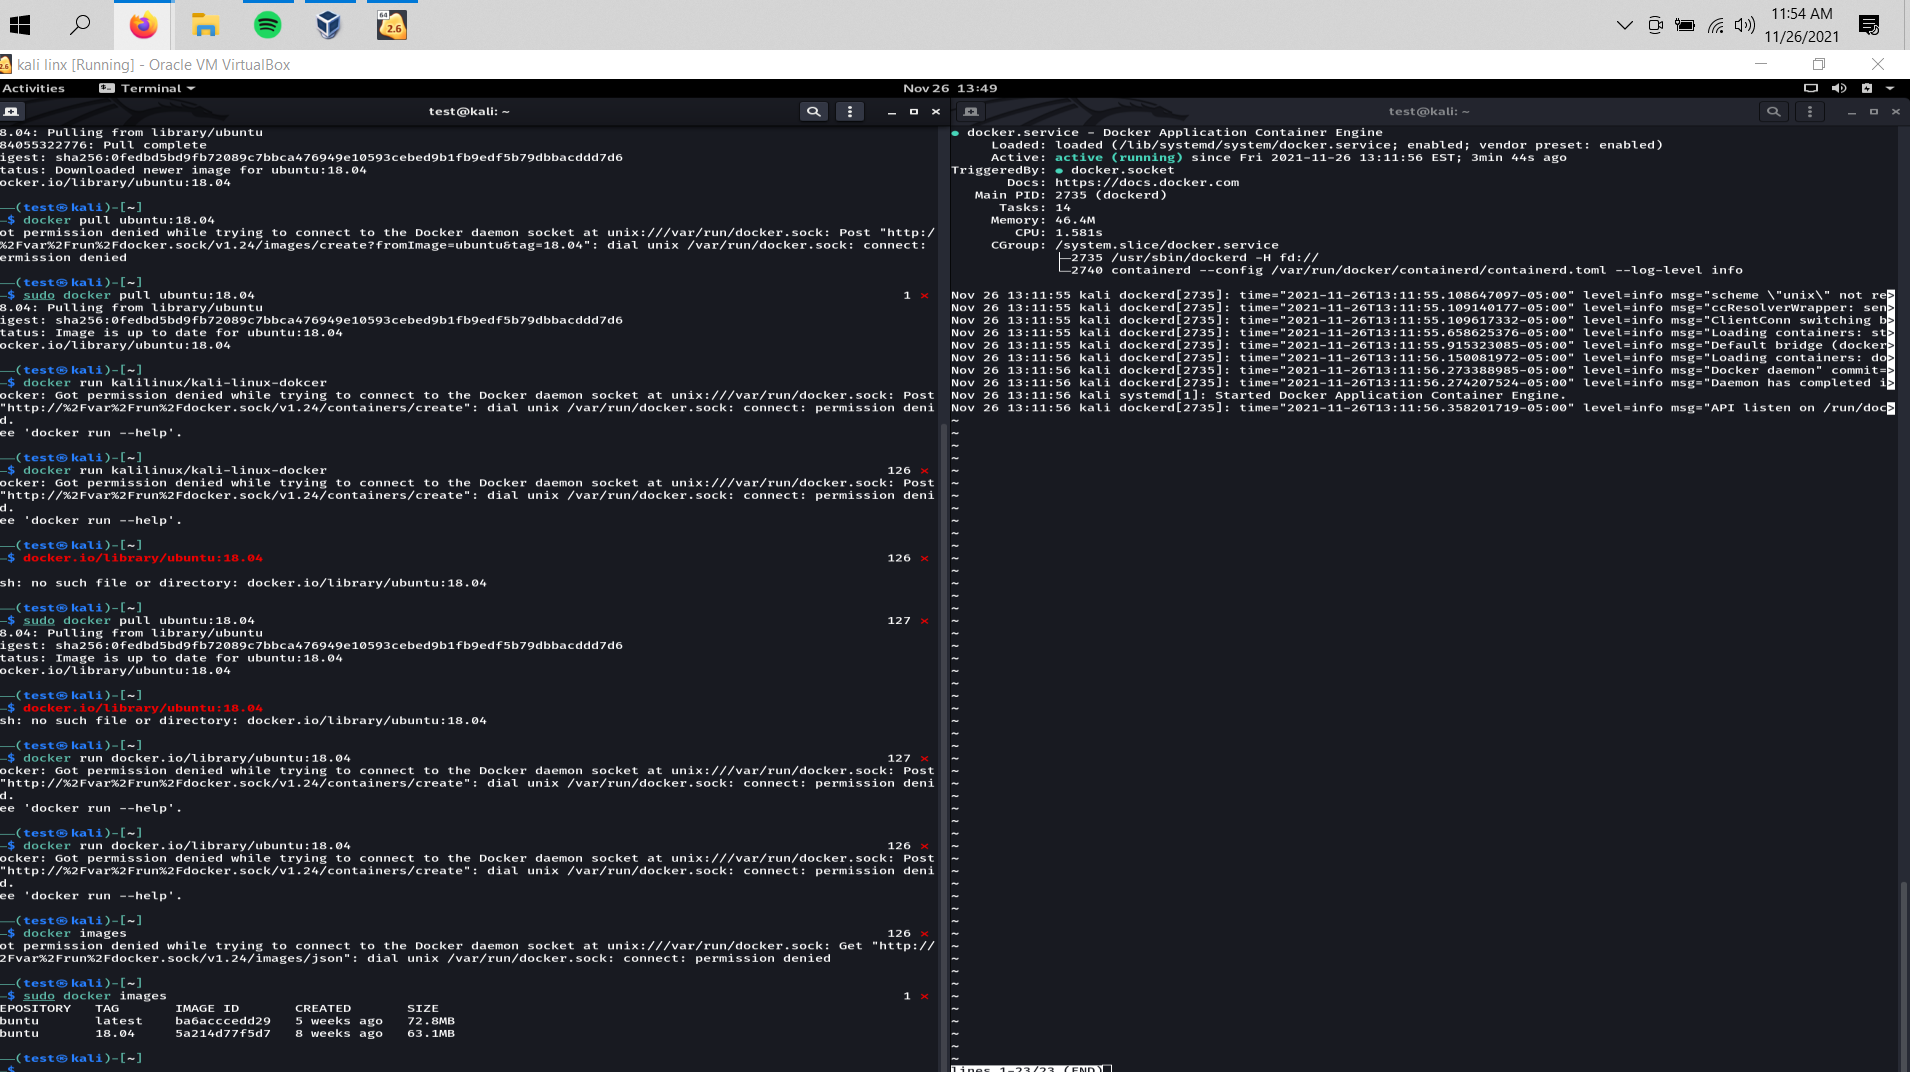 11:54 AM
11/26/2021
64
2.6
kali linx [Running] - Oracle VM VirtualBox
Activities
Terminal
Nov 26 13:49
test@kali: ~
8.04: Pulling from library/ubuntu
84055322776: Pull complete
igest: sha256:0fedbd5bd9fb72089c7bbca476949e10593cebed9b1fb9edf5b79dbbacddd7d6
tatus: Downloaded newer image for ubuntu:18.04
ocker.io/library/ubuntu:18.04
—(test㉿kali)-[~]
-$ docker pull ubuntu:18.04
ot permission denied while trying to connect to the Docker daemon socket at unix:///var/run/docker.sock: Post "http:/
%2Fvar%2Frun%2Fdocker.sock/v1.24/images/create?fromImage=ubuntu&tag=18.04": dial unix /var/run/docker.sock: connect:
ermission denied
—(test㉿kali)-[~]
-$ sudo docker pull ubuntu:18.04 1 ⨯
8.04: Pulling from library/ubuntu
igest: sha256:0fedbd5bd9fb72089c7bbca476949e10593cebed9b1fb9edf5b79dbbacddd7d6
tatus: Image is up to date for ubuntu:18.04
ocker.io/library/ubuntu:18.04
—(test㉿kali)-[~]
-$ docker run kalilinux/kali-linux-dokcer
ocker: Got permission denied while trying to connect to the Docker daemon socket at unix:///var/run/docker.sock: Post
"http://%2Fvar%2Frun%2Fdocker.sock/v1.24/containers/create": dial unix /var/run/docker.sock: connect: permission deni
d.
ee 'docker run --help'.
—(test㉿kali)-[~]
-$ docker run kalilinux/kali-linux-docker 126 ⨯
ocker: Got permission denied while trying to connect to the Docker daemon socket at unix:///var/run/docker.sock: Post
"http://%2Fvar%2Frun%2Fdocker.sock/v1.24/containers/create": dial unix /var/run/docker.sock: connect: permission deni
d.
ee 'docker run --help'.
—(test㉿kali)-[~]
-$ docker.io/library/ubuntu:18.04 126 ⨯
sh: no such file or directory: docker.io/library/ubuntu:18.04
—(test㉿kali)-[~]
-$ sudo docker pull ubuntu:18.04 127 ⨯
8.04: Pulling from library/ubuntu
igest: sha256:0fedbd5bd9fb72089c7bbca476949e10593cebed9b1fb9edf5b79dbbacddd7d6
tatus: Image is up to date for ubuntu:18.04
ocker.io/library/ubuntu:18.04
—(test㉿kali)-[~]
-$ docker.io/library/ubuntu:18.04
sh: no such file or directory: docker.io/library/ubuntu:18.04
—(test㉿kali)-[~]
-$ docker run docker.io/library/ubuntu:18.04 127 ⨯
ocker: Got permission denied while trying to connect to the Docker daemon socket at unix:///var/run/docker.sock: Post
"http://%2Fvar%2Frun%2Fdocker.sock/v1.24/containers/create": dial unix /var/run/docker.sock: connect: permission deni
d.
ee 'docker run --help'.
—(test㉿kali)-[~]
-$ docker run docker.io/library/ubuntu:18.04 126 ⨯
ocker: Got permission denied while trying to connect to the Docker daemon socket at unix:///var/run/docker.sock: Post
"http://%2Fvar%2Frun%2Fdocker.sock/v1.24/containers/create": dial unix /var/run/docker.sock: connect: permission deni
d.
ee 'docker run --help'.
—(test㉿kali)-[~]
-$ docker images 126 ⨯
ot permission denied while trying to connect to the Docker daemon socket at unix:///var/run/docker.sock: Get "http://
2Fvar%2Frun%2Fdocker.sock/v1.24/images/json": dial unix /var/run/docker.sock: connect: permission denied
—(test㉿kali)-[~]
-$ sudo docker images 1 ⨯
EPOSITORY TAG IMAGE ID CREATED SIZE
buntu latest ba6acccedd29 5 weeks ago 72.8MB
buntu 18.04 5a214d77f5d7 8 weeks ago 63.1MB
—(test㉿kali)-[~]
-$
test@kali: ~
● docker.service - Docker Application Container Engine
Loaded: loaded (/lib/systemd/system/docker.service; enabled; vendor preset: enabled)
Active: active (running) since Fri 2021-11-26 13:11:56 EST; 3min 44s ago
TriggeredBy: ● docker.socket
Docs: https://docs.docker.com
Main PID: 2735 (dockerd)
Tasks: 14
Memory: 46.4M
CPU: 1.581s
CGroup: /system.slice/docker.service
├─2735 /usr/sbin/dockerd -H fd://
└─2740 containerd --config /var/run/docker/containerd/containerd.toml --log-level info
Nov 26 13:11:55 kali dockerd[2735]: time="2021-11-26T13:11:55.108647097-05:00" level=info msg="scheme \"unix\" not re>
Nov 26 13:11:55 kali dockerd[2735]: time="2021-11-26T13:11:55.109140177-05:00" level=info msg="ccResolverWrapper: sen>
Nov 26 13:11:55 kali dockerd[2735]: time="2021-11-26T13:11:55.109617332-05:00" level=info msg="ClientConn switching b>
Nov 26 13:11:55 kali dockerd[2735]: time="2021-11-26T13:11:55.658625376-05:00" level=info msg="Loading containers: st>
Nov 26 13:11:55 kali dockerd[2735]: time="2021-11-26T13:11:55.915323085-05:00" level=info msg="Default bridge (docker>
Nov 26 13:11:56 kali dockerd[2735]: time="2021-11-26T13:11:56.150081972-05:00" level=info msg="Loading containers: do>
Nov 26 13:11:56 kali dockerd[2735]: time="2021-11-26T13:11:56.273388985-05:00" level=info msg="Docker daemon" commit=>
Nov 26 13:11:56 kali dockerd[2735]: time="2021-11-26T13:11:56.274207524-05:00" level=info msg="Daemon has completed i>
Nov 26 13:11:56 kali systemd[1]: Started Docker Application Container Engine.
Nov 26 13:11:56 kali dockerd[2735]: time="2021-11-26T13:11:56.358201719-05:00" level=info msg="API listen on /run/doc>
lines 1-23/23 (END)